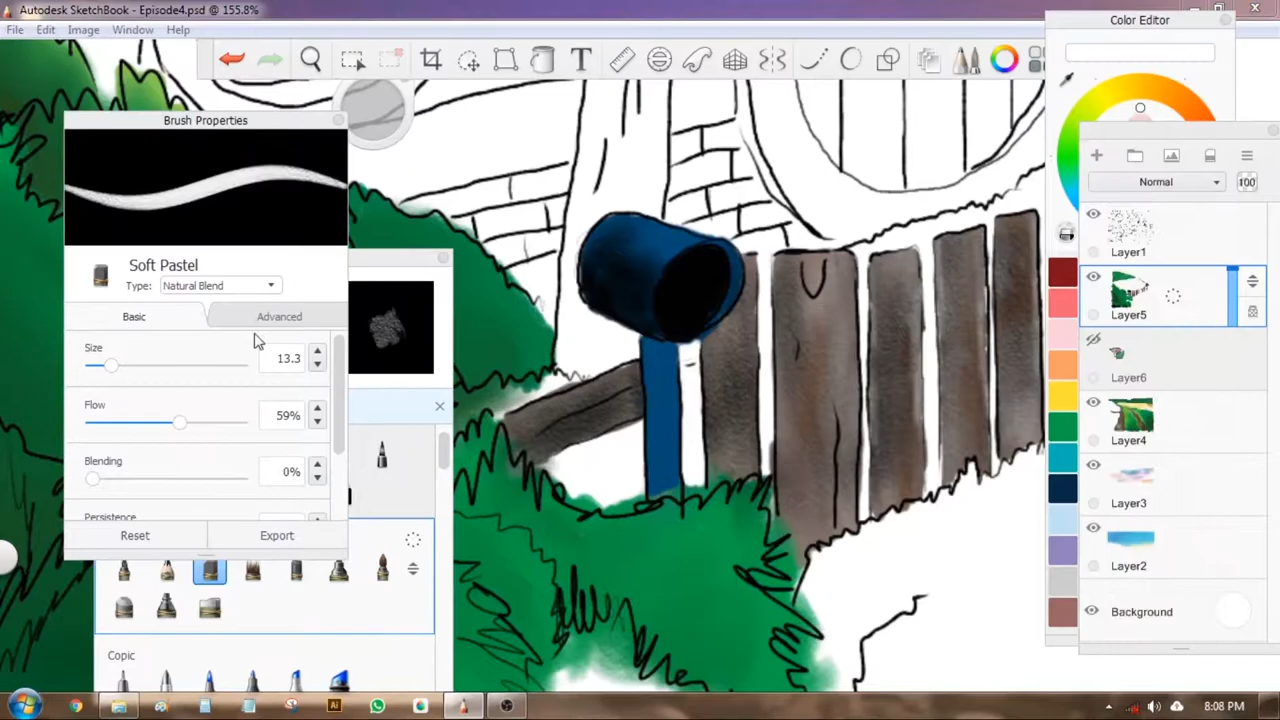 Autodesk SketchBook - Episode4.psd @ 155.8%
File Edit Image Window Help
Color Editor
Brush Properties
Soft Pastel
Type: Natural Blend
Basic Advanced
Size 13.3
Flow 59%
Blending 0%
Persistence
Reset Export
Copic
Normal 100
Layer1
Layer5
Layer6
Layer4
Layer3
Layer2
Background
T
Ai
8:08 PM